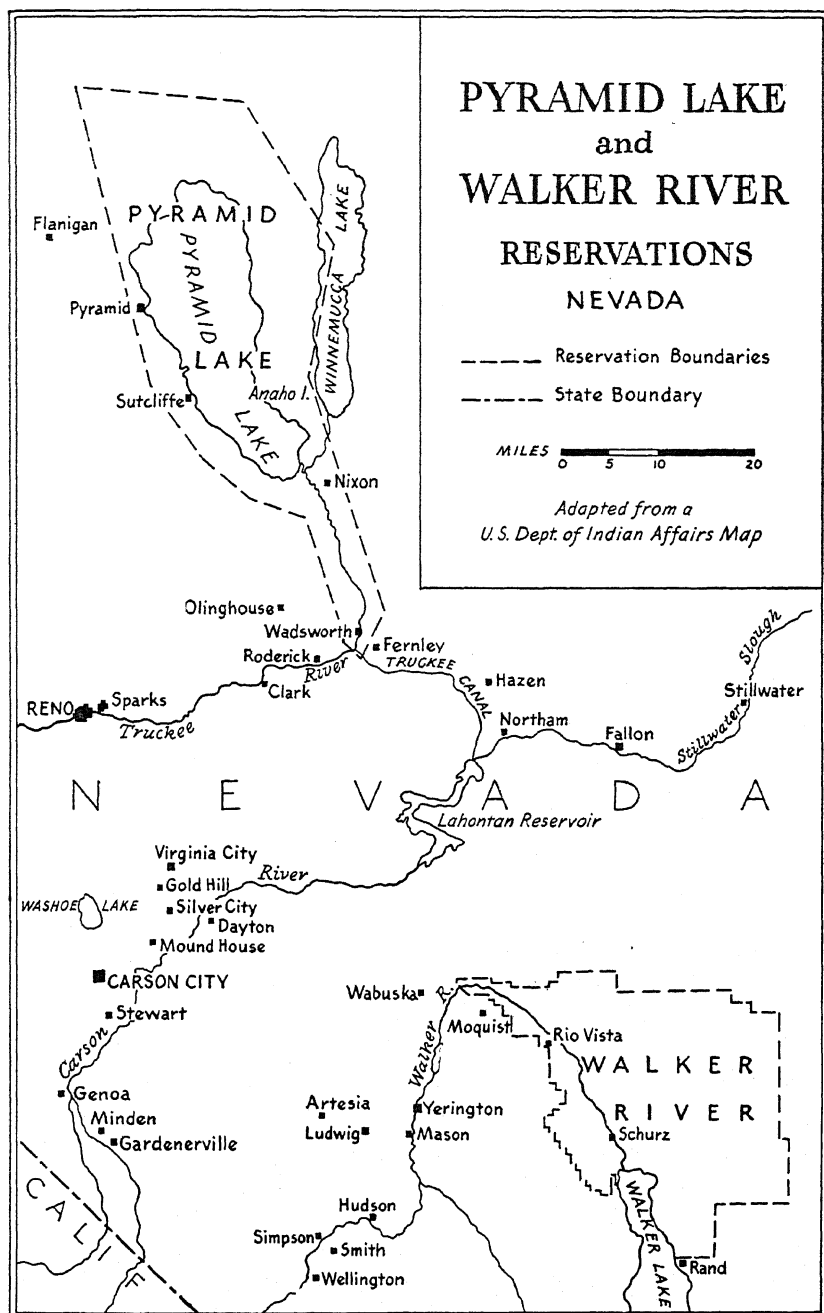 PYRAMID LAKE
and
WALKER RIVER
RESERVATIONS
NEVADA
Reservation Boundaries
State Boundary
MILES 0 5 10 20
Adapted from a
U.S. Dept. of Indian Affairs Map
PYRAMID
LAKE
PYRAMID
LAKE
WINNEMUCCA
LAKE
Flanigan
Pyramid
Sutcliffe
Anaho I.
Nixon
Olinghouse
Wadsworth
Fernley
Roderick
River
TRUCKEE
CANAL
Clark
Hazen
RENO
Sparks
Truckee
Northam
Fallon
Stillwater
Stillwater
Slough
NEVADA
Lahontan Reservoir
Virginia City
River
Gold Hill
WASHOE LAKE
Silver City
Dayton
Mound House
CARSON CITY
Stewart
Carson
Genoa
Minden
Gardenerville
CALIF
Wabuska
Walker R.
Moquist
Rio Vista
WALKER
RIVER
Artesia
Ludwig
Yerington
Mason
Schurz
Hudson
Simpson
Smith
Wellington
WALKER LAKE
Rand